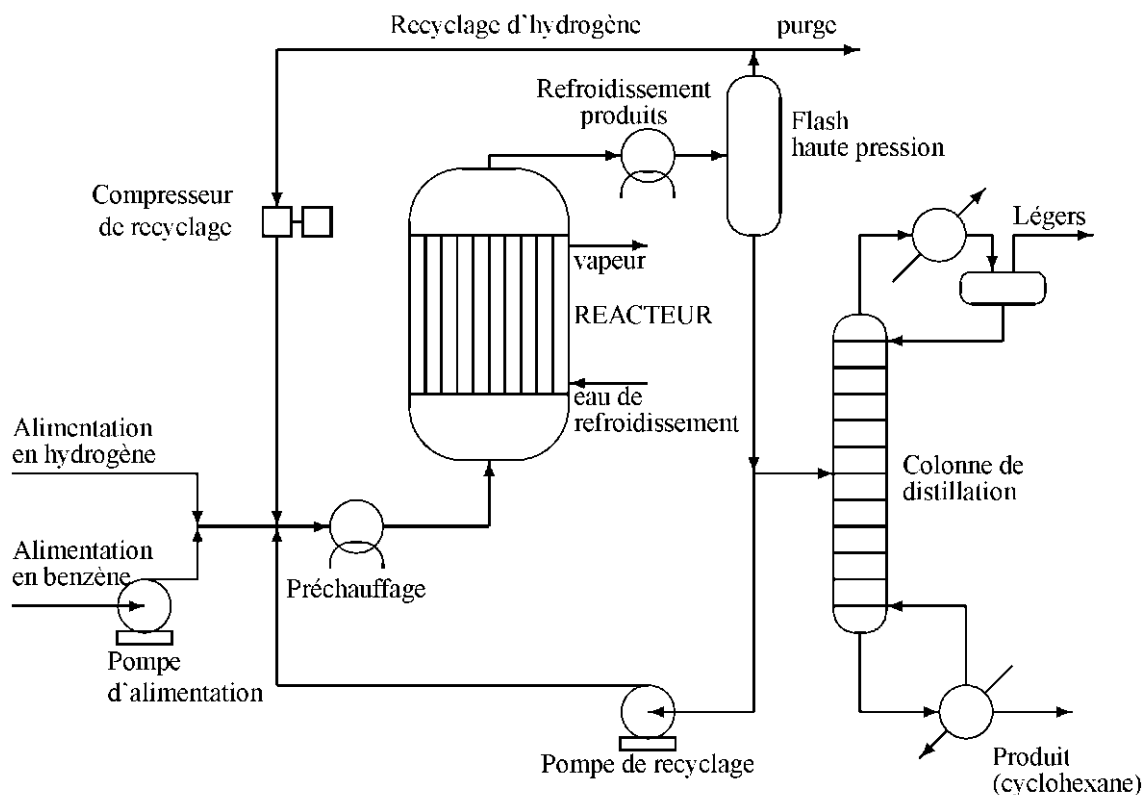 Recyclage d'hydrogène
purge
Refroidissement
produits
Flash
haute pression
Compresseur
de recyclage
Légers
vapeur
REACTEUR
eau de
refroidissement
Alimentation
en hydrogène
Colonne de
distillation
Alimentation
en benzène
Préchauffage
Pompe
d'alimentation
Pompe de recyclage
Produit
(cyclohexane)